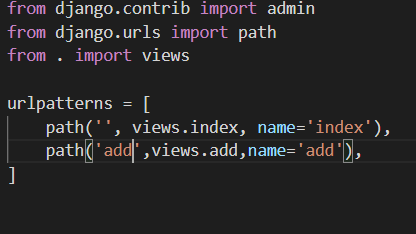 from django.contrib import admin
from django.urls import path
from . import views

urlpatterns = [
    path('', views.index, name='index'),
    path('add',views.add,name='add'),
]